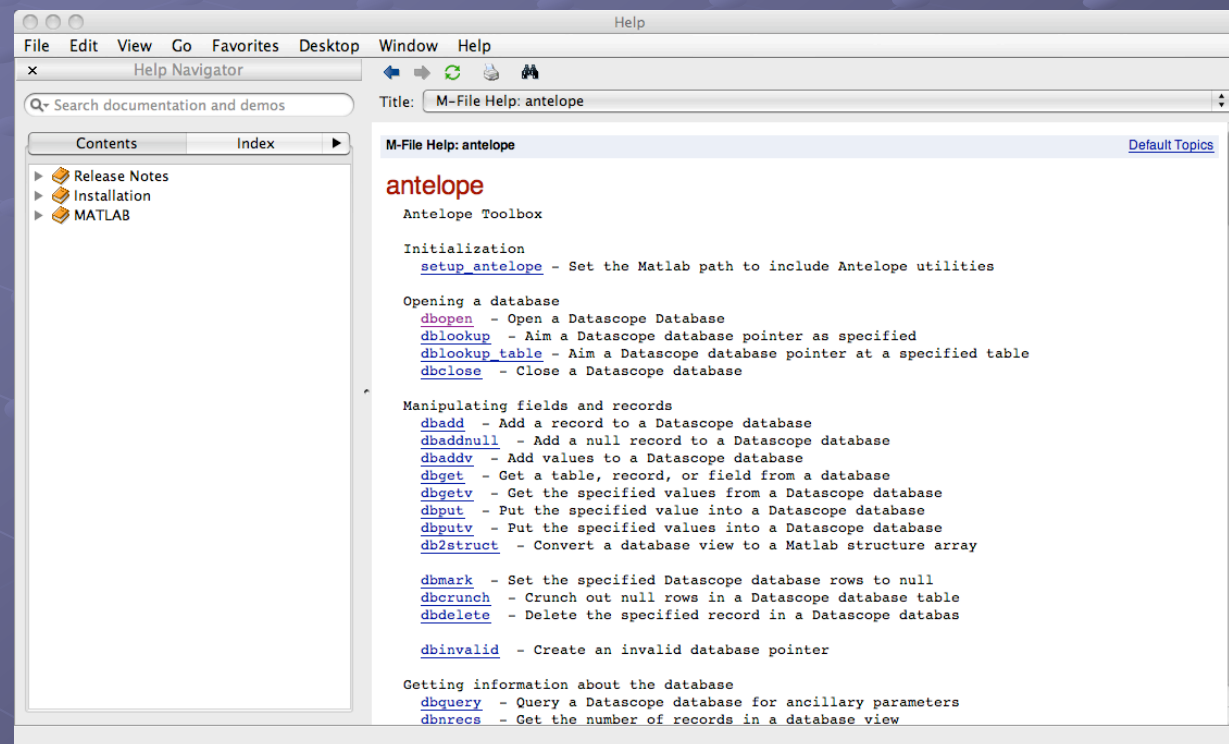 Help
File Edit View Go Favorites Desktop Window Help
× Help Navigator
Search documentation and demos
Title: M-File Help: antelope
Contents Index
Release Notes
Installation
MATLAB
M-File Help: antelope Default Topics
antelope
Antelope Toolbox
Initialization
setup_antelope - Set the Matlab path to include Antelope utilities
Opening a database
dbopen - Open a Datascope Database
dblookup - Aim a Datascope database pointer as specified
dblookup_table - Aim a Datascope database pointer at a specified table
dbclose - Close a Datascope database
Manipulating fields and records
dbadd - Add a record to a Datascope database
dbaddnull - Add a null record to a Datascope database
dbaddv - Add values to a Datascope database
dbget - Get a table, record, or field from a database
dbgetv - Get the specified values from a Datascope database
dbput - Put the specified value into a Datascope database
dbputv - Put the specified values into a Datascope database
db2struct - Convert a database view to a Matlab structure array
dbmark - Set the specified Datascope database rows to null
dbcrunch - Crunch out null rows in a Datascope database table
dbdelete - Delete the specified record in a Datascope databas
dbinvalid - Create an invalid database pointer
Getting information about the database
dbquery - Query a Datascope database for ancillary parameters
dbnrecs - Get the number of records in a database view